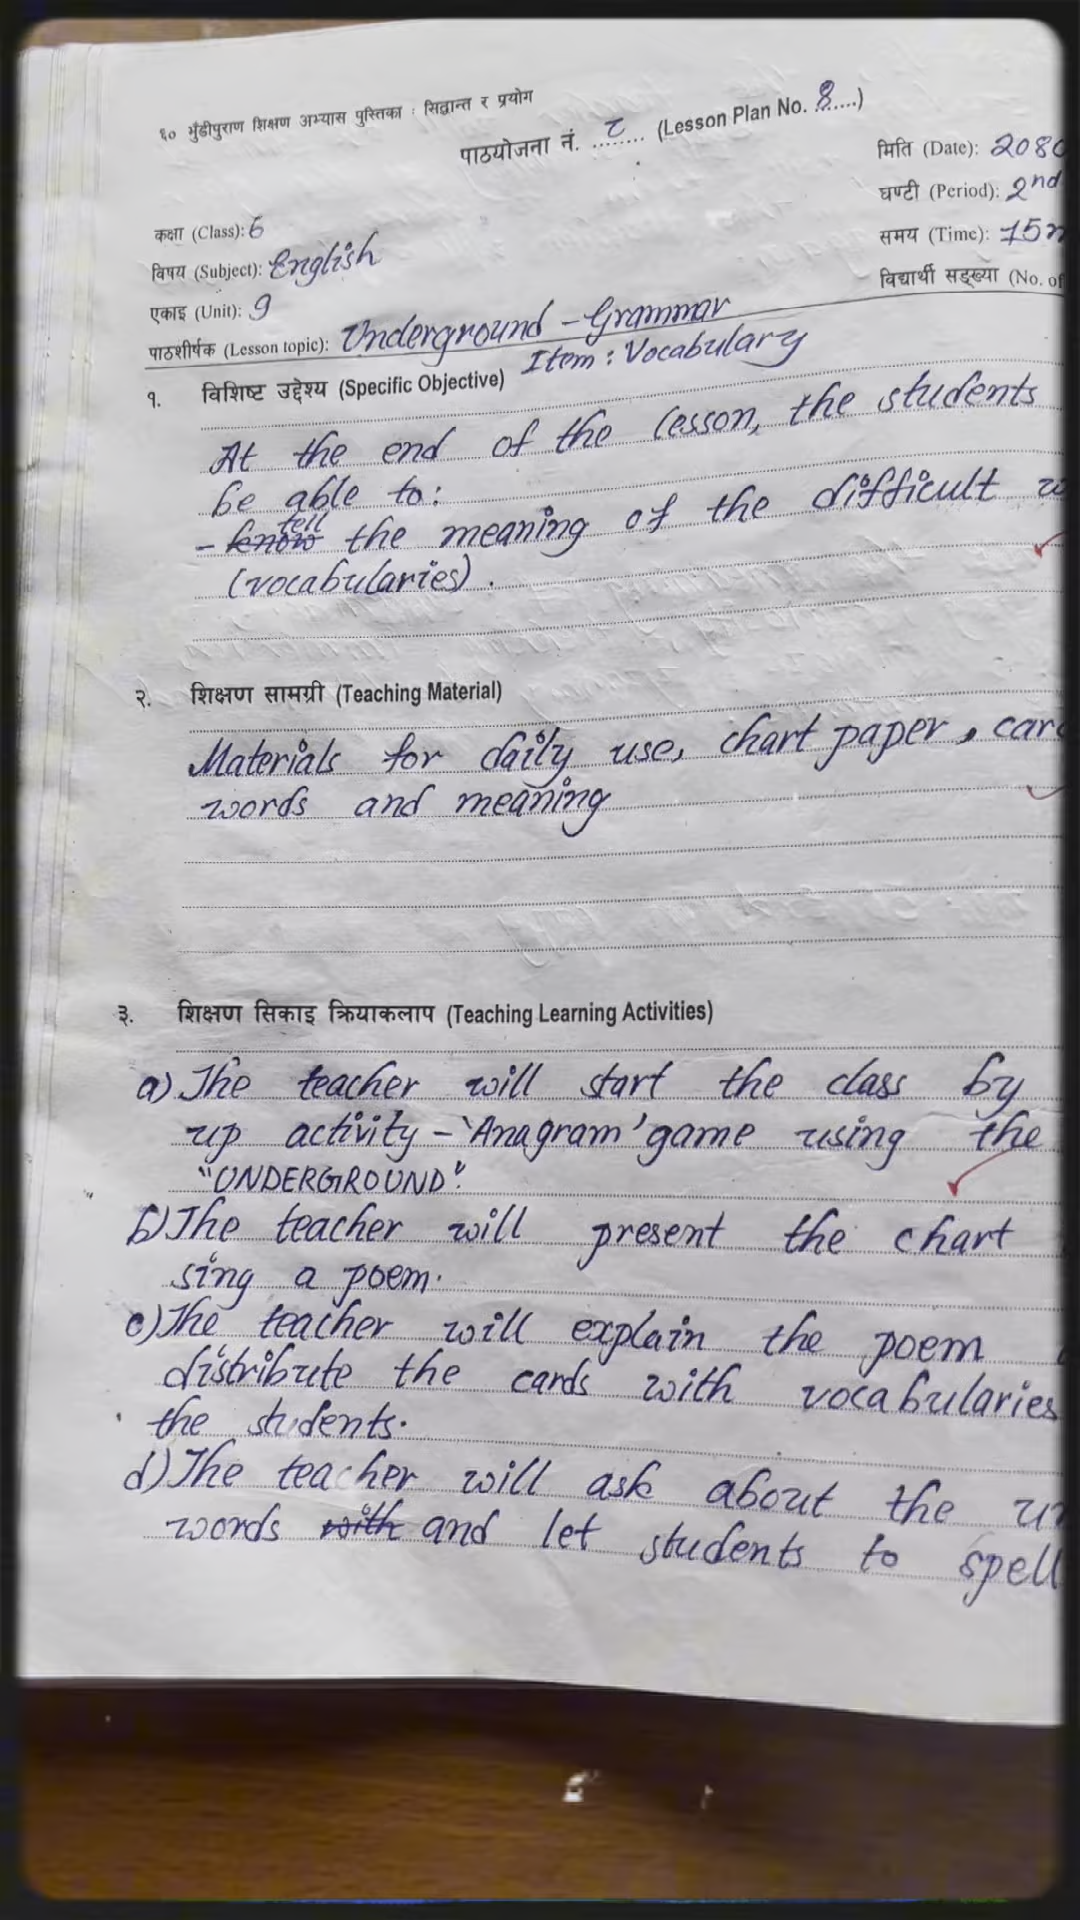 ६० भुँडीपुराण शिक्षण अभ्यास पुस्तिका : सिद्धान्त र प्रयोग
पाठयोजना नं. ८ (Lesson Plan No. 8)
मिति (Date): 208
घण्टी (Period): 2nd
कक्षा (Class): 6
समय (Time): 15
विषय (Subject): English
विद्यार्थी सङ्ख्या (No. of
एकाइ (Unit): 9
पाठशीर्षक (Lesson topic): Underground - Grammar
Item : Vocabulary
१. विशिष्ट उद्देश्य (Specific Objective)
At the end of the lesson, the students
be able to:
tell
- know the meaning of the difficult
(vocabularies).
२. शिक्षण सामग्री (Teaching Material)
Materials for daily use, chart paper,
words and meaning
३. शिक्षण सिकाइ क्रियाकलाप (Teaching Learning Activities)
a) The teacher will start the class by
up activity - 'Anagram' game using the
"UNDERGROUND".
b) The teacher will present the chart
sing a poem.
c) The teacher will explain the poem
distribute the cards with vocabularies
the students.
d) The teacher will ask about the
words with and let students to spell